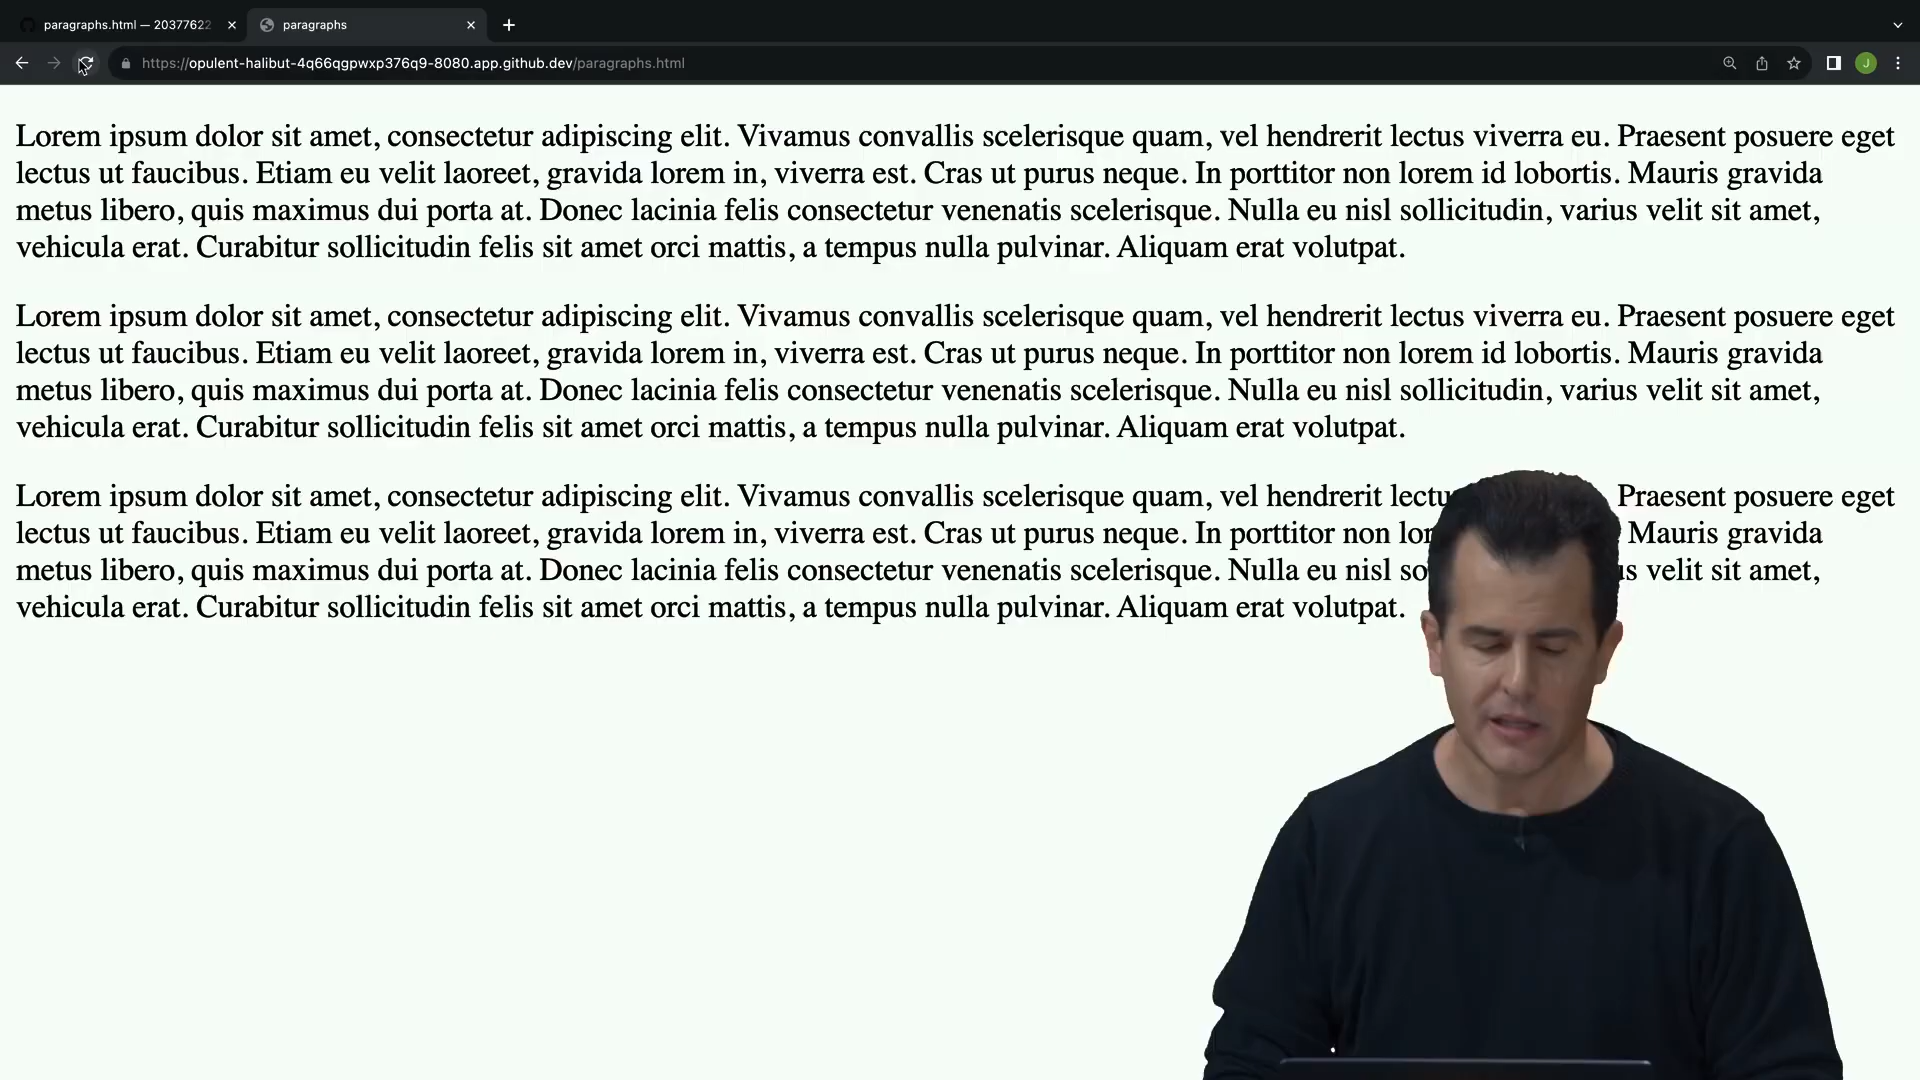 paragraphs.html — 20377622
paragraphs
https://opulent-halibut-4q66qgpwxp376q9-8080.app.github.dev/paragraphs.html
J
Lorem ipsum dolor sit amet, consectetur adipiscing elit. Vivamus convallis scelerisque quam, vel hendrerit lectus viverra eu. Praesent posuere eget
lectus ut faucibus. Etiam eu velit laoreet, gravida lorem in, viverra est. Cras ut purus neque. In porttitor non lorem id lobortis. Mauris gravida
metus libero, quis maximus dui porta at. Donec lacinia felis consectetur venenatis scelerisque. Nulla eu nisl sollicitudin, varius velit sit amet,
vehicula erat. Curabitur sollicitudin felis sit amet orci mattis, a tempus nulla pulvinar. Aliquam erat volutpat.
Lorem ipsum dolor sit amet, consectetur adipiscing elit. Vivamus convallis scelerisque quam, vel hendrerit lectus viverra eu. Praesent posuere eget
lectus ut faucibus. Etiam eu velit laoreet, gravida lorem in, viverra est. Cras ut purus neque. In porttitor non lorem id lobortis. Mauris gravida
metus libero, quis maximus dui porta at. Donec lacinia felis consectetur venenatis scelerisque. Nulla eu nisl sollicitudin, varius velit sit amet,
vehicula erat. Curabitur sollicitudin felis sit amet orci mattis, a tempus nulla pulvinar. Aliquam erat volutpat.
Lorem ipsum dolor sit amet, consectetur adipiscing elit. Vivamus convallis scelerisque quam, vel hendrerit Praesent posuere eget
lectus ut faucibus. Etiam eu velit laoreet, gravida lorem in, viverra est. Cras ut purus neque. In porttitor non Mauris gravida
metus libero, quis maximus dui porta at. Donec lacinia felis consectetur venenatis scelerisque. Nulla eu nisl velit sit amet,
vehicula erat. Curabitur sollicitudin felis sit amet orci mattis, a tempus nulla pulvinar. Aliquam erat volutpat.